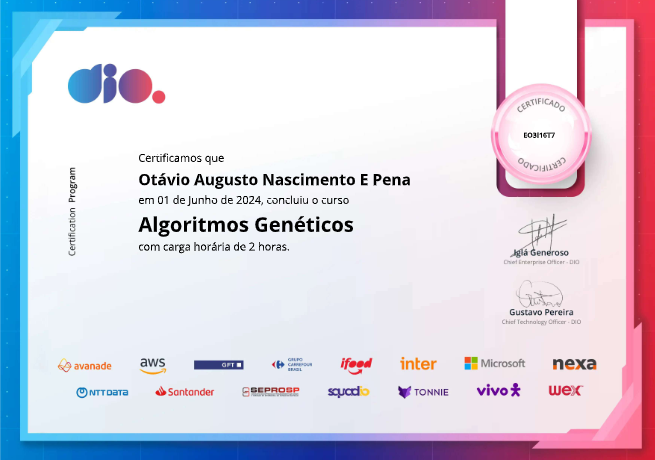 dio.
CERTIFICADO
EO3I16T7
CERTIFICADO
Certification Program
Certificamos que
Otávio Augusto Nascimento E Pena
em 01 de Junho de 2024, concluiu o curso
Algoritmos Genéticos
com carga horária de 2 horas.
Iglá Generoso
Chief Enterprise Officer - DIO
Gustavo Pereira
Chief Technology Officer - DIO
avanade
aws
GFT
GRUPO
CARREFOUR
BRASIL
ifood
inter
Microsoft
nexa
NTT DATA
Santander
SEPROSP
squadio
TONNIE
vivo
wex